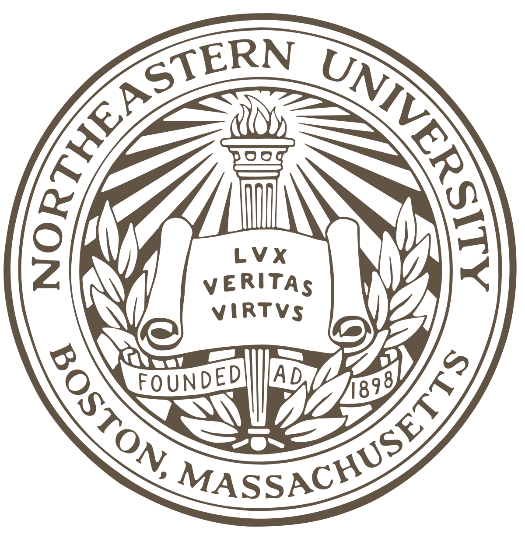 NORTHEASTERN UNIVERSITY
LVX
VERITAS
VIRTVS
FOUNDED AD 1898
BOSTON, MASSACHUSETTS